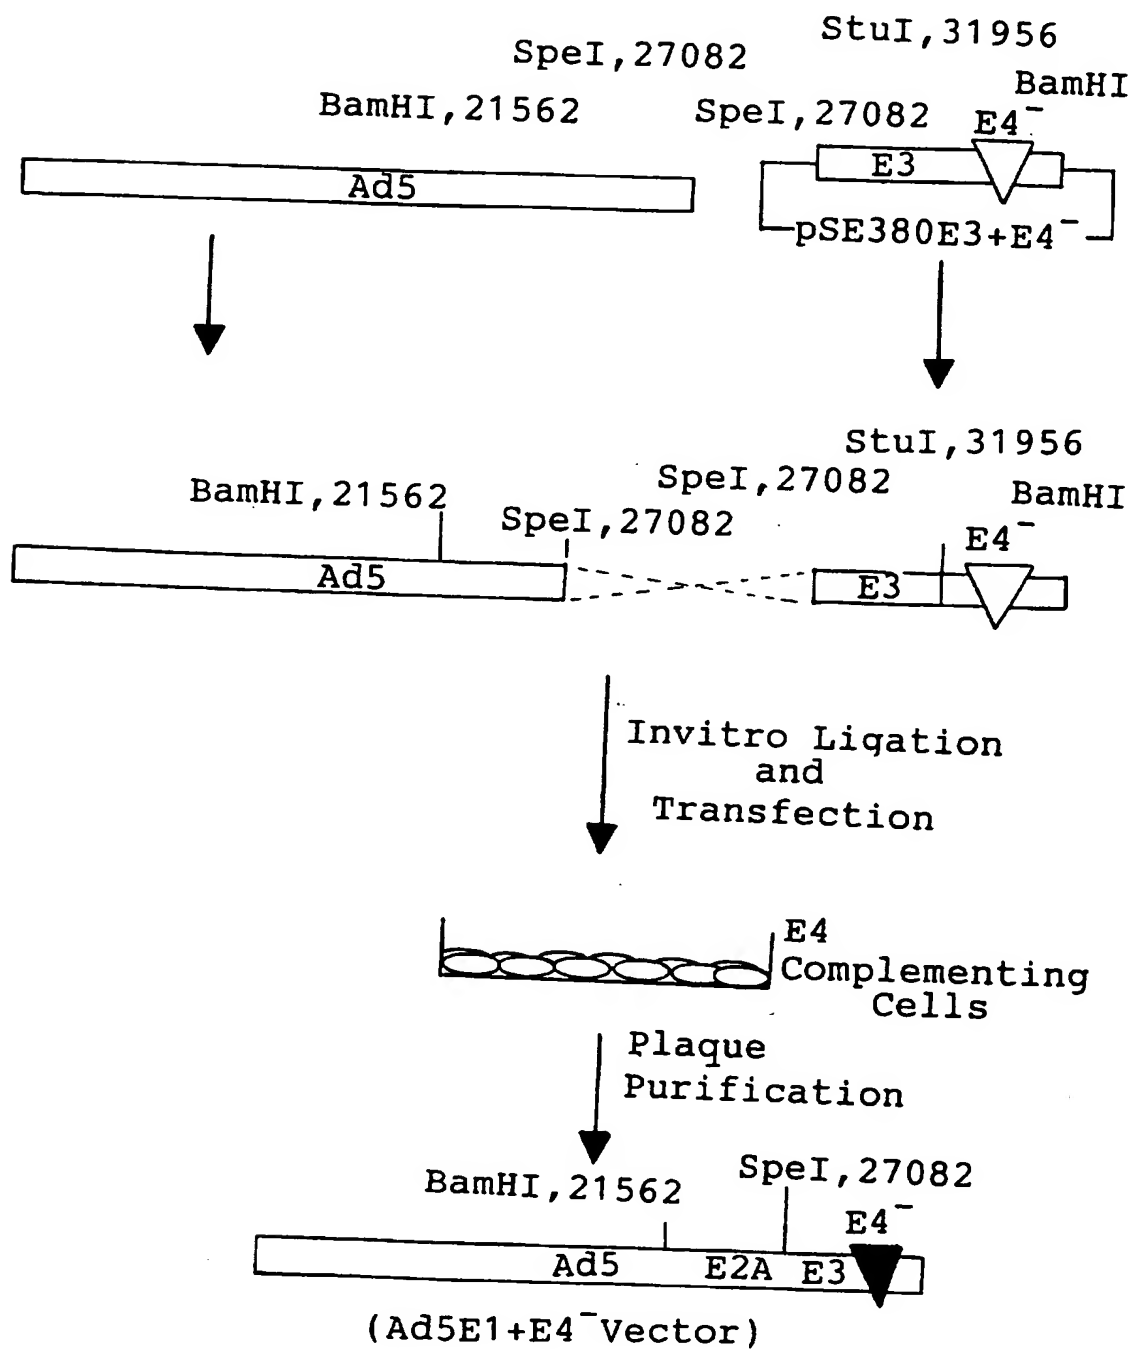 StuI,31956
SpeI,27082
BamHI
BamHI,21562
SpeI,27082
E4⁻
Ad5
E3
pSE380E3+E4⁻
StuI,31956
SpeI,27082
BamHI,21562
BamHI
SpeI,27082
E4⁻
Ad5
E3
Invitro Ligation
and
Transfection
E4
Complementing
Cells
Plaque
Purification
SpeI,27082
BamHI,21562
E4⁻
Ad5
E2A
E3
(Ad5E1+E4⁻Vector)